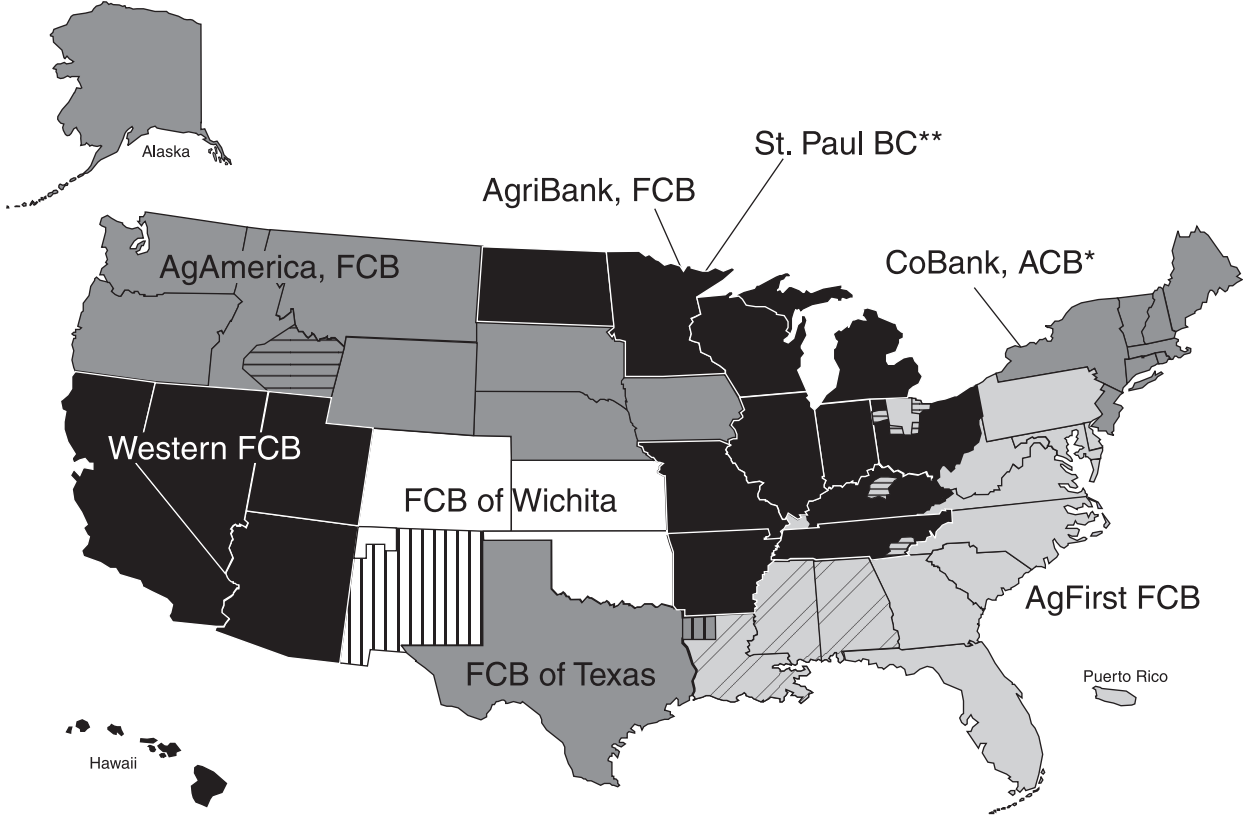 Alaska
St. Paul BC**
AgriBank, FCB
AgAmerica, FCB
CoBank, ACB*
Western FCB
FCB of Wichita
AgFirst FCB
FCB of Texas
Puerto Rico
Hawaii